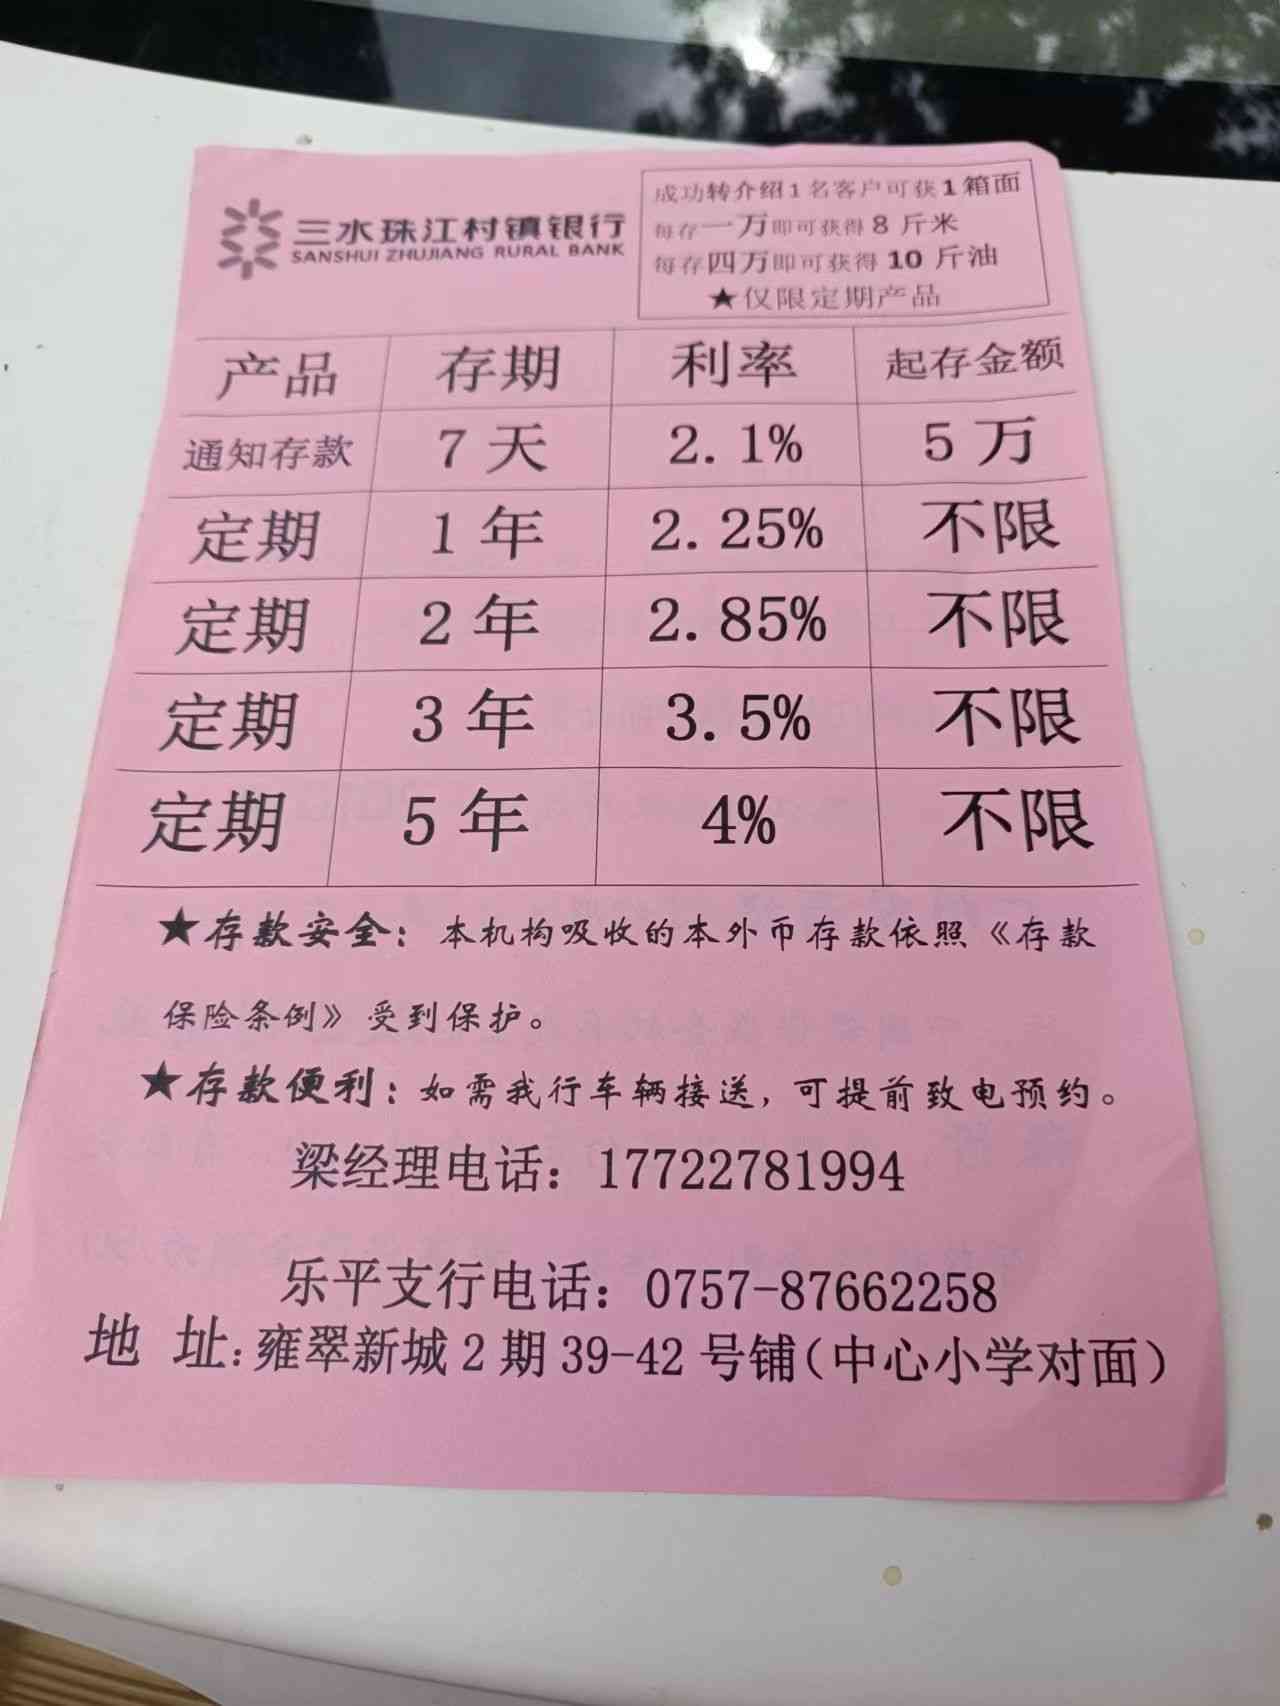 三水珠江村镇银行
SANSHUI ZHUJIANG RURAL BANK
成功转介绍1名客户可获1箱面
每存一万即可获得8斤米
每存四万即可获得10斤油
★仅限定期产品
产品 存期 利率 起存金额
通知存款 7天 2.1% 5万
定期 1年 2.25% 不限
定期 2年 2.85% 不限
定期 3年 3.5% 不限
定期 5年 4% 不限
★存款安全：本机构吸收的本外币存款依照《存款
保险条例》受到保护。
★存款便利：如需我行车辆接送，可提前致电预约。
梁经理电话：17722781994
乐平支行电话：0757-87662258
地 址：雍翠新城2期39-42号铺（中心小学对面）